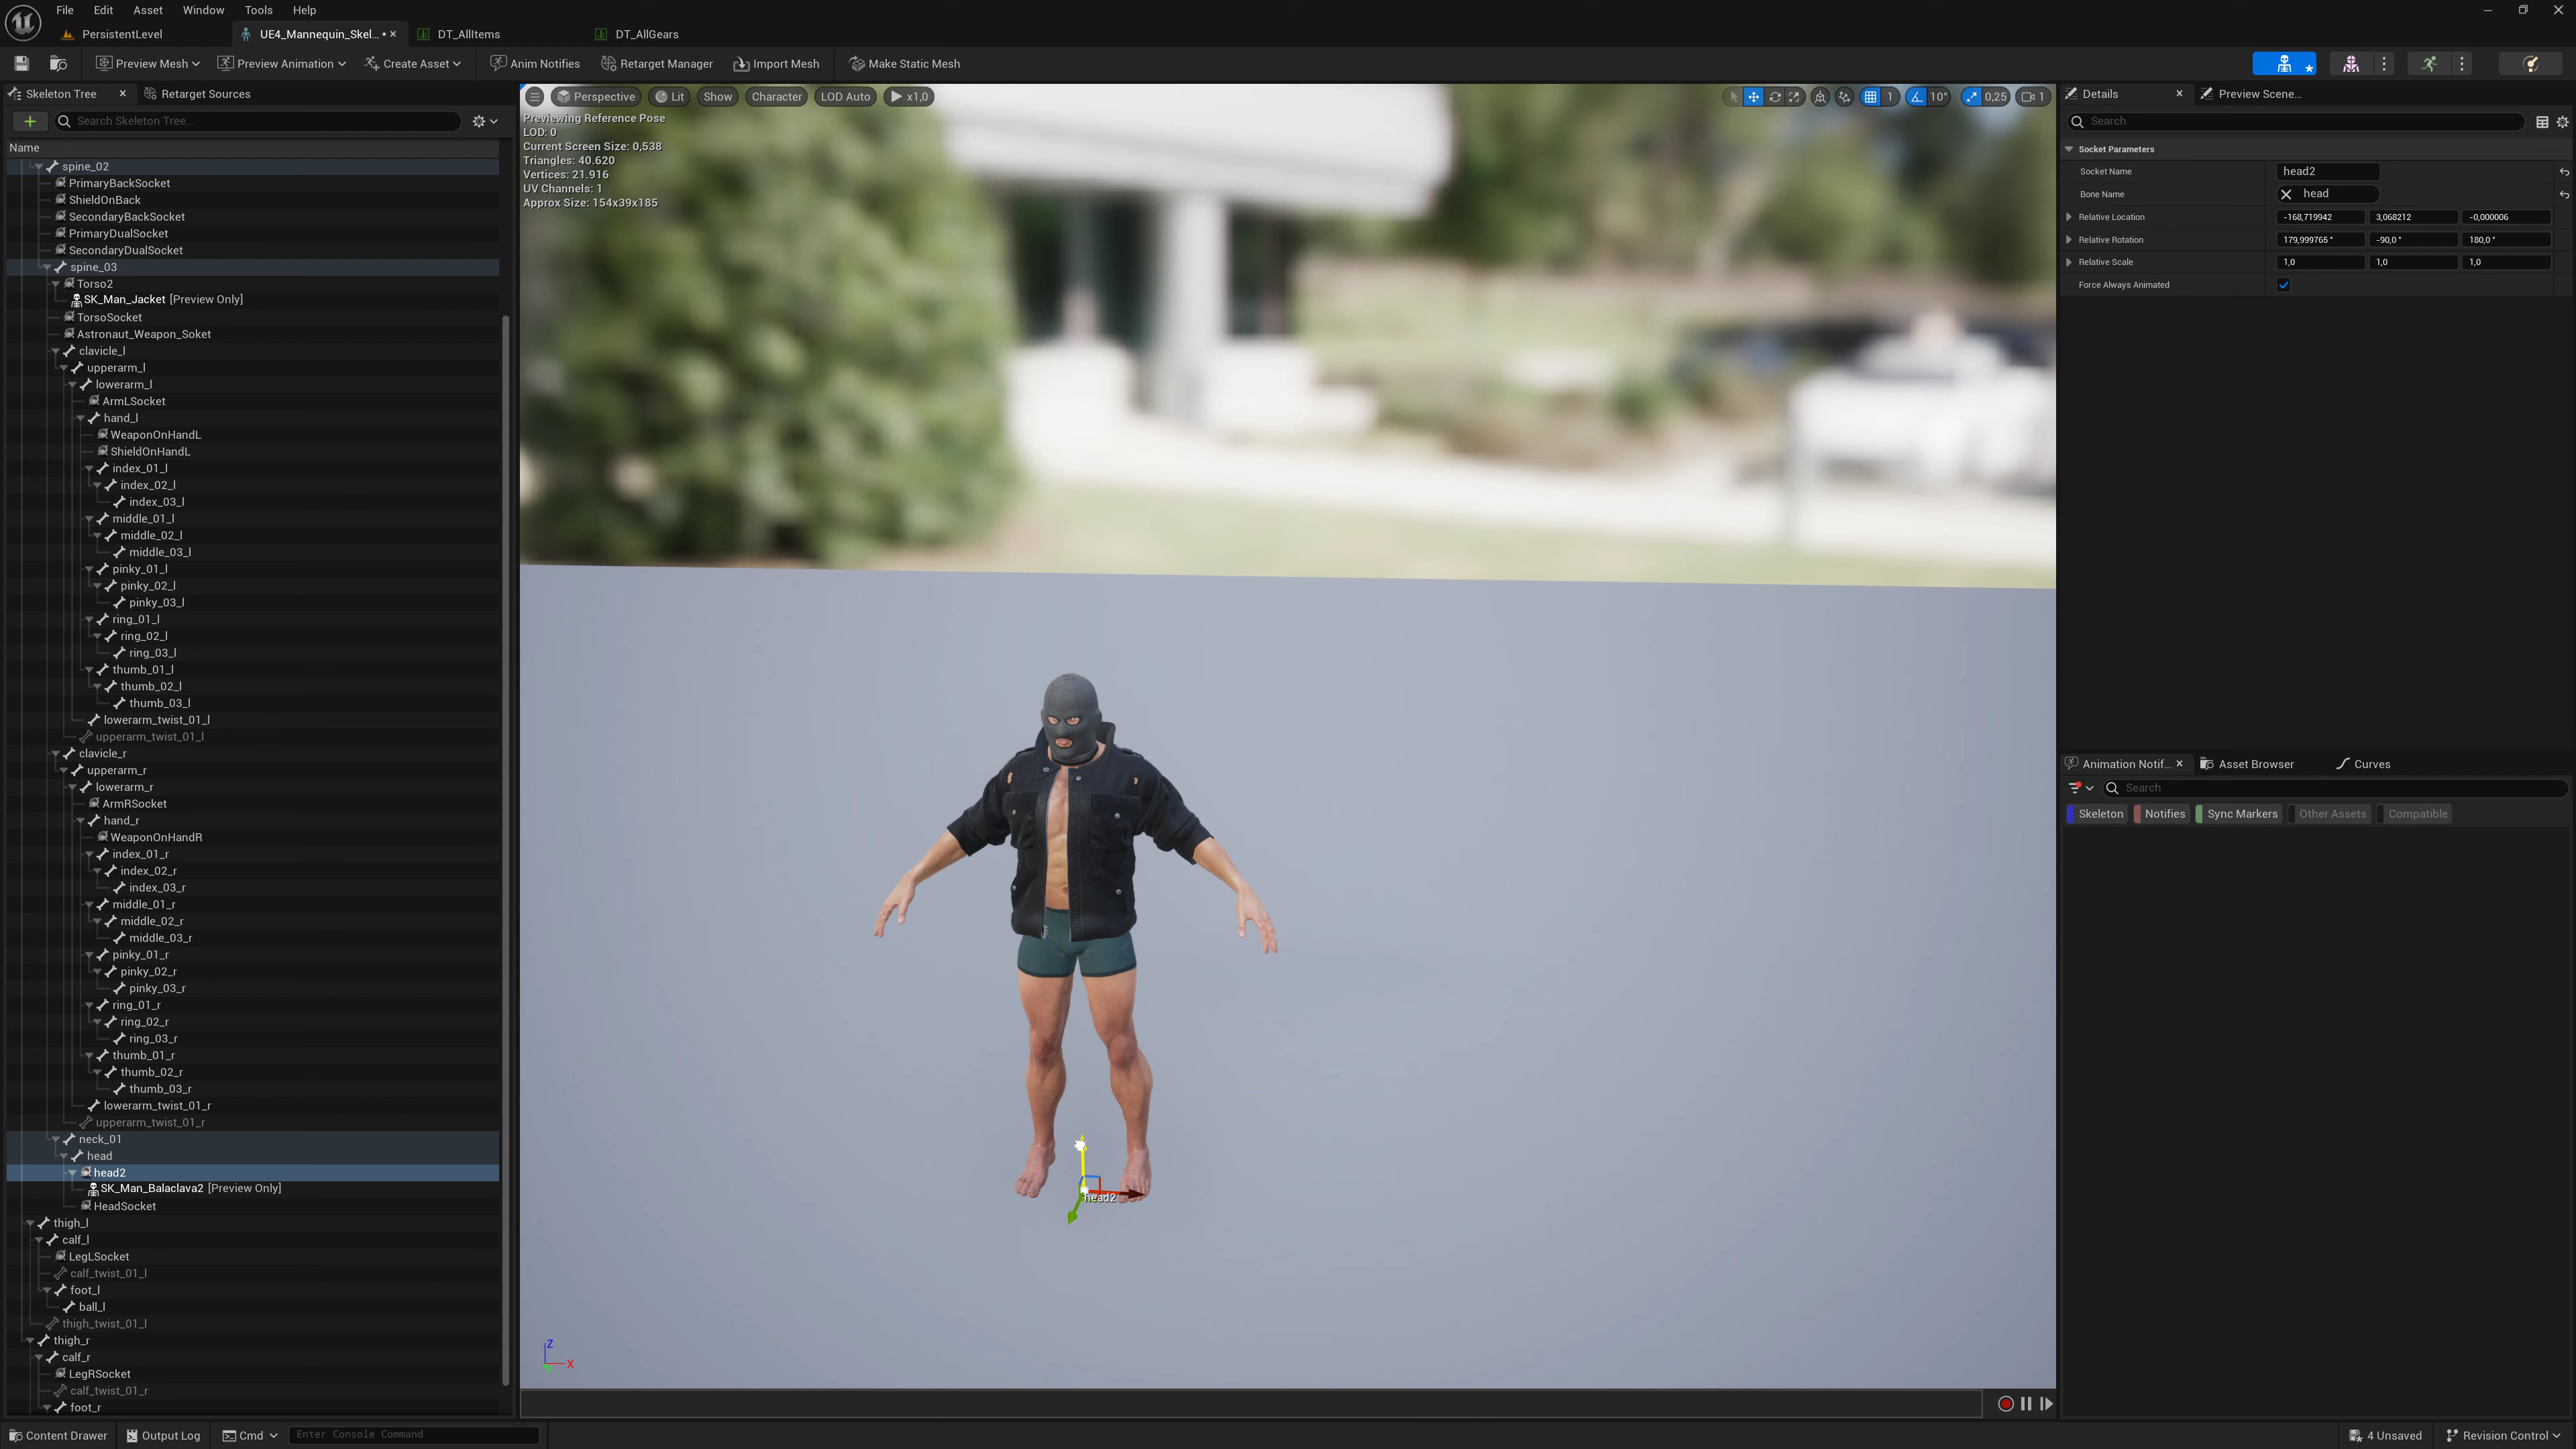 File Edit Asset Window Tools Help
PersistentLevel UE4_Mannequin_Skel... • DT_AllItems DT_AllGears
Preview Mesh Preview Animation Create Asset Anim Notifies Retarget Manager Import Mesh Make Static Mesh
Skeleton Tree Retarget Sources
Search Skeleton Tree...
Name
spine_02
PrimaryBackSocket
ShieldOnBack
SecondaryBackSocket
PrimaryDualSocket
SecondaryDualSocket
spine_03
Torso2
SK_Man_Jacket [Preview Only]
TorsoSocket
Astronaut_Weapon_Soket
clavicle_l
upperarm_l
lowerarm_l
ArmLSocket
hand_l
WeaponOnHandL
ShieldOnHandL
index_01_l
index_02_l
index_03_l
middle_01_l
middle_02_l
middle_03_l
pinky_01_l
pinky_02_l
pinky_03_l
ring_01_l
ring_02_l
ring_03_l
thumb_01_l
thumb_02_l
thumb_03_l
lowerarm_twist_01_l
upperarm_twist_01_l
clavicle_r
upperarm_r
lowerarm_r
ArmRSocket
hand_r
WeaponOnHandR
index_01_r
index_02_r
index_03_r
middle_01_r
middle_02_r
middle_03_r
pinky_01_r
pinky_02_r
pinky_03_r
ring_01_r
ring_02_r
ring_03_r
thumb_01_r
thumb_02_r
thumb_03_r
lowerarm_twist_01_r
upperarm_twist_01_r
neck_01
head
head2
SK_Man_Balaclava2 [Preview Only]
HeadSocket
thigh_l
calf_l
LegLSocket
calf_twist_01_l
foot_l
ball_l
thigh_twist_01_l
thigh_r
calf_r
LegRSocket
calf_twist_01_r
foot_r
Perspective Lit Show Character LOD Auto x1,0
1 10° 0,25 1
Previewing Reference Pose
LOD: 0
Current Screen Size: 0,538
Triangles: 40.620
Vertices: 21.916
UV Channels: 1
Approx Size: 154x39x185
head2
Z
X
Details Preview Scene...
Search
Socket Parameters
Socket Name head2
Bone Name head
Relative Location -168,719942 3,068212 -0,000006
Relative Rotation 179,999765 ° -90,0 ° 180,0 °
Relative Scale 1,0 1,0 1,0
Force Always Animated
Animation Notif... Asset Browser Curves
Search
Skeleton Notifies Sync Markers Other Assets Compatible
Content Drawer Output Log Cmd Enter Console Command
4 Unsaved Revision Control